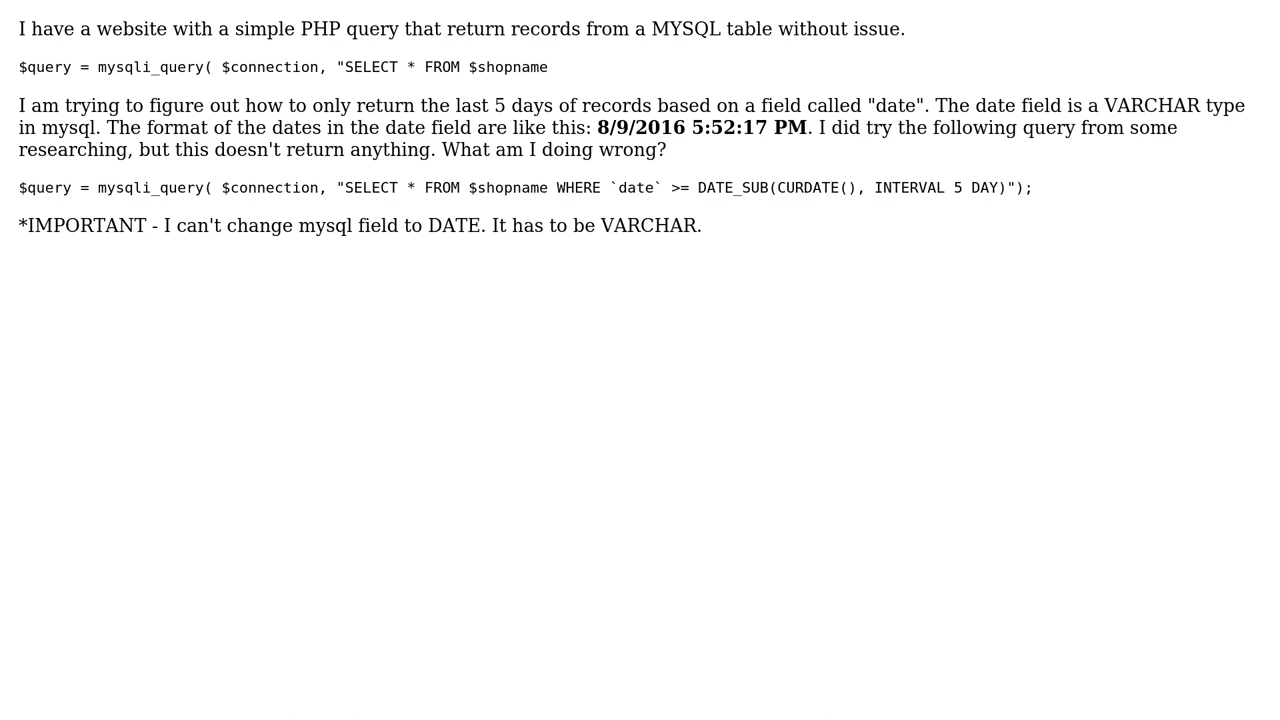 I have a website with a simple PHP query that return records from a MYSQL table without issue.
$query = mysqli_query( $connection, "SELECT * FROM $shopname
I am trying to figure out how to only return the last 5 days of records based on a field called "date". The date field is a VARCHAR type
in mysql. The format of the dates in the date field are like this: 8/9/2016 5:52:17 PM. I did try the following query from some
researching, but this doesn't return anything. What am I doing wrong?
$query = mysqli_query( $connection, "SELECT * FROM $shopname WHERE `date` >= DATE_SUB(CURDATE(), INTERVAL 5 DAY)");
*IMPORTANT - I can't change mysql field to DATE. It has to be VARCHAR.